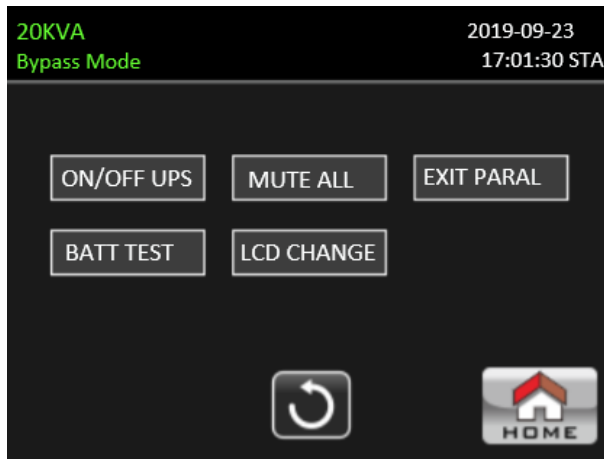 20KVA
2019-09-23
Bypass Mode
17:01:30 STA
ON/OFF UPS
MUTE ALL
EXIT PARAL
BATT TEST
LCD CHANGE
HOME